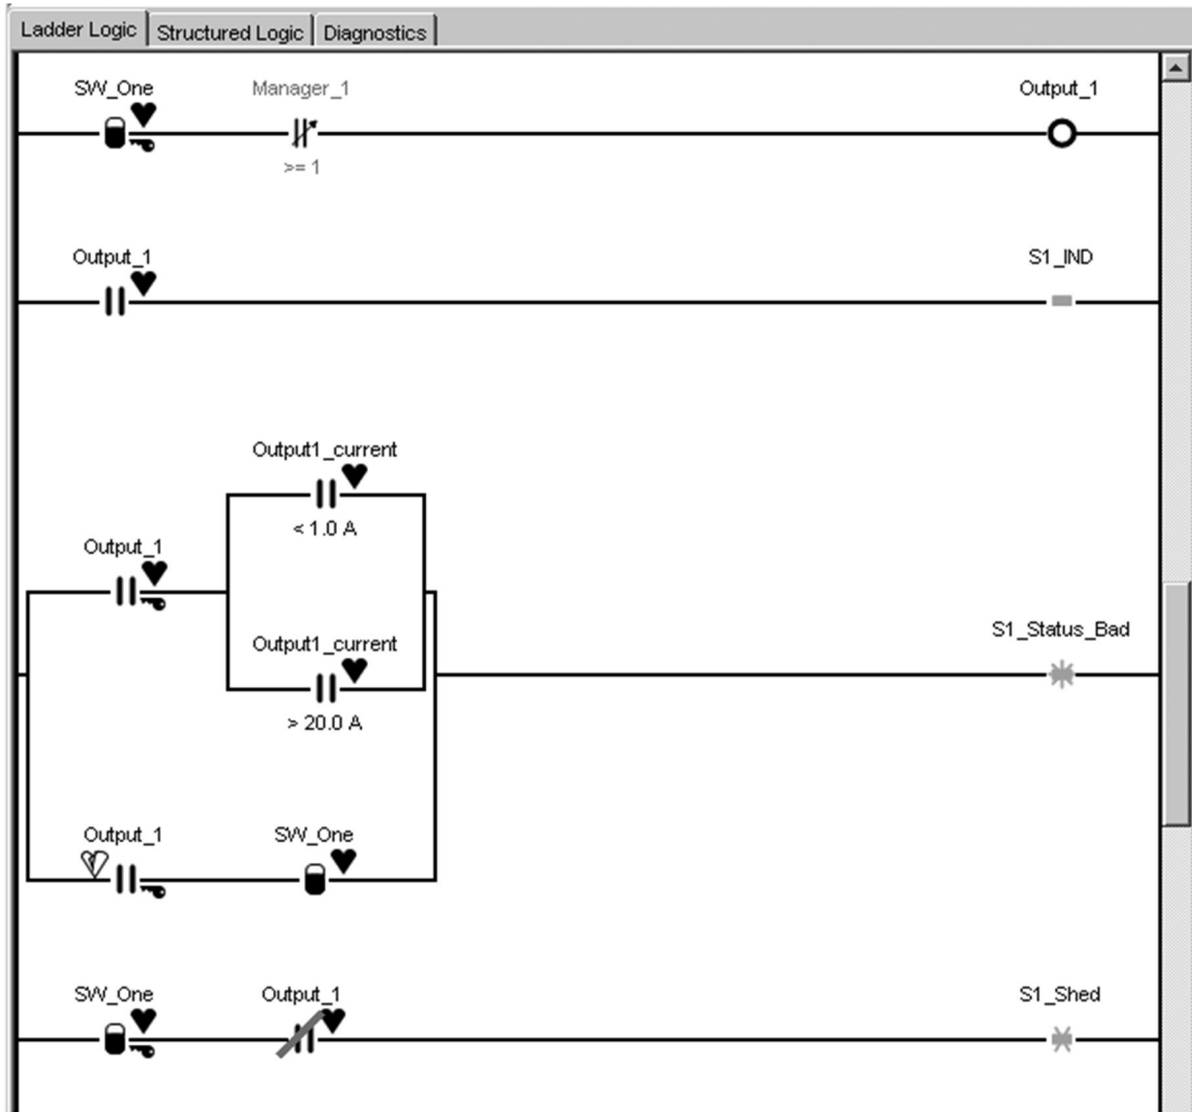 Ladder Logic Structured Logic Diagnostics
SW_One Manager_1 Output_1
>= 1
Output_1 S1_IND
Output1_current
< 1.0 A
Output_1
S1_Status_Bad
Output1_current
> 20.0 A
Output_1 SW_One
SW_One Output_1 S1_Shed